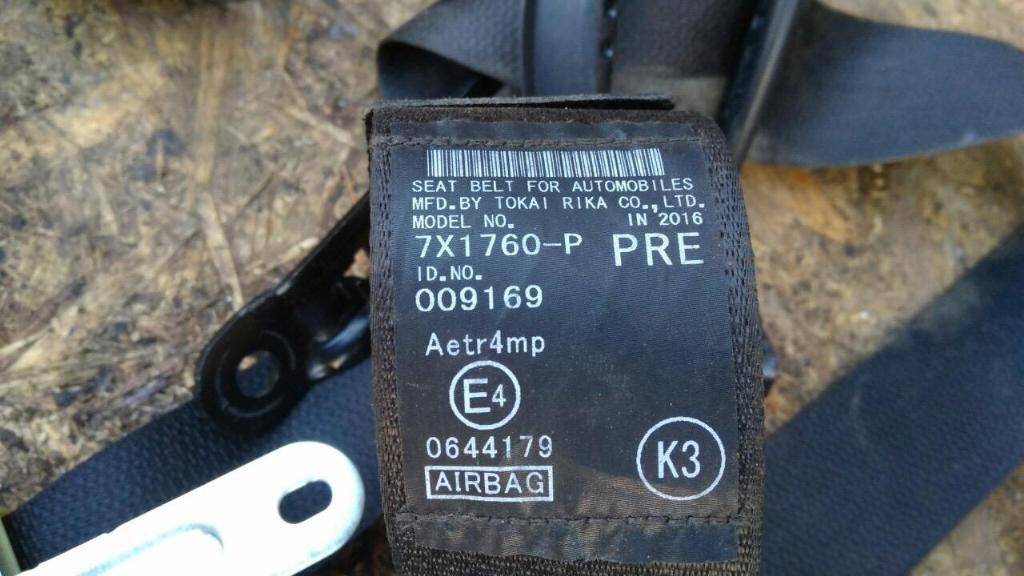 SEAT BELT FOR AUTOMOBILES
MFD.BY TOKAI RIKA CO.,LTD.
MODEL NO. IN 2016
7X1760-P PRE
ID.NO.
009169
Aetr4mp
E4
0644179
K3
AIRBAG